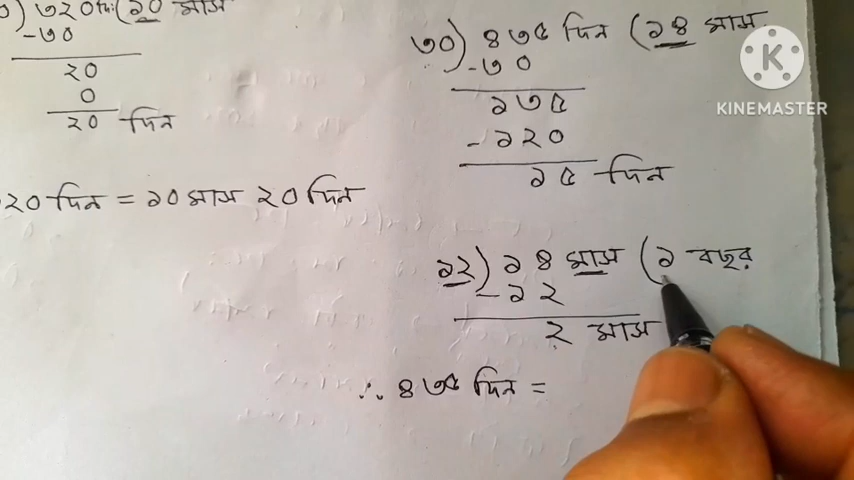 ৩২০ দিন (১০ মাস
-৩০
২০
০
২০ দিন
২০ দিন = ১০ মাস ২০ দিন
৩০) ৪৩৫ দিন (১৪ মাস
-৩০
১৩৫
-১২০
১৫ দিন
১২) ১৪ মাস (১ বছর
-১২
২ মাস
∴ ৪৩৫ দিন =
KINEMASTER